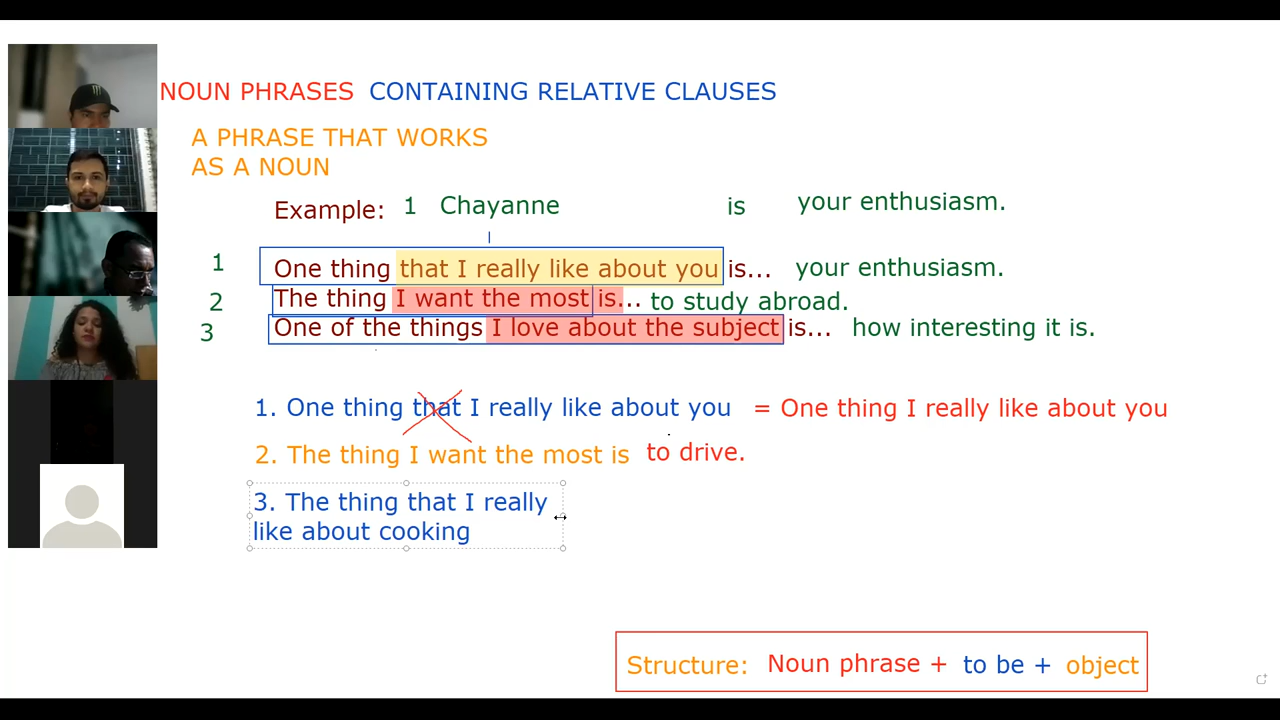 NOUN PHRASES CONTAINING RELATIVE CLAUSES
A PHRASE THAT WORKS
AS A NOUN
Example: 1 Chayanne is your enthusiasm.
1 One thing that I really like about you is... your enthusiasm.
2 The thing I want the most is... to study abroad.
3 One of the things I love about the subject is... how interesting it is.
1. One thing that I really like about you = One thing I really like about you
2. The thing I want the most is to drive.
3. The thing that I really
like about cooking
Structure: Noun phrase + to be + object